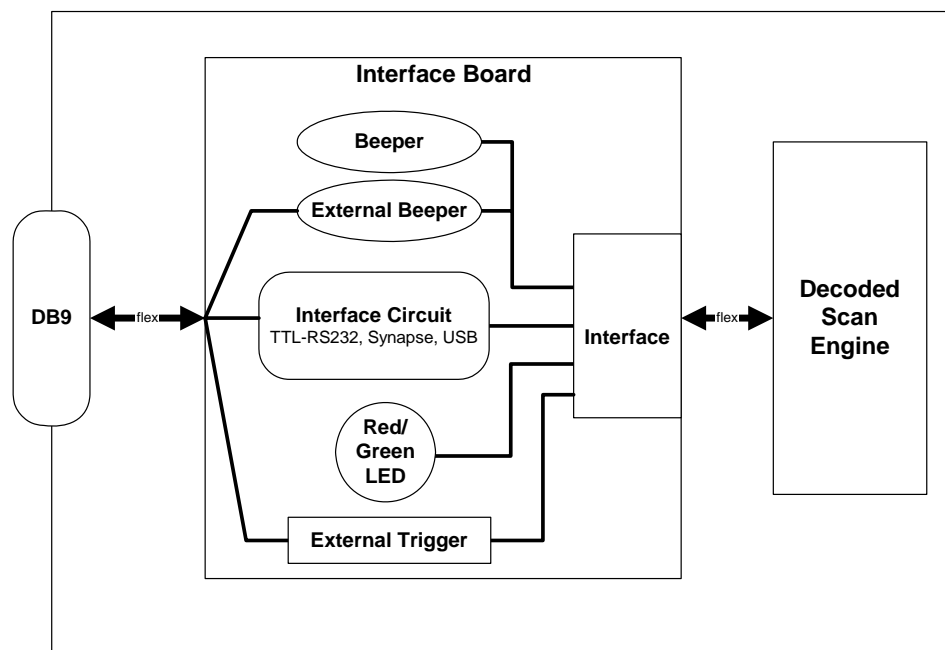 Interface Board
Beeper
External Beeper
DB9
flex
Interface Circuit
TTL-RS232, Synapse, USB
Interface
flex
Decoded
Scan
Engine
Red/
Green
LED
External Trigger